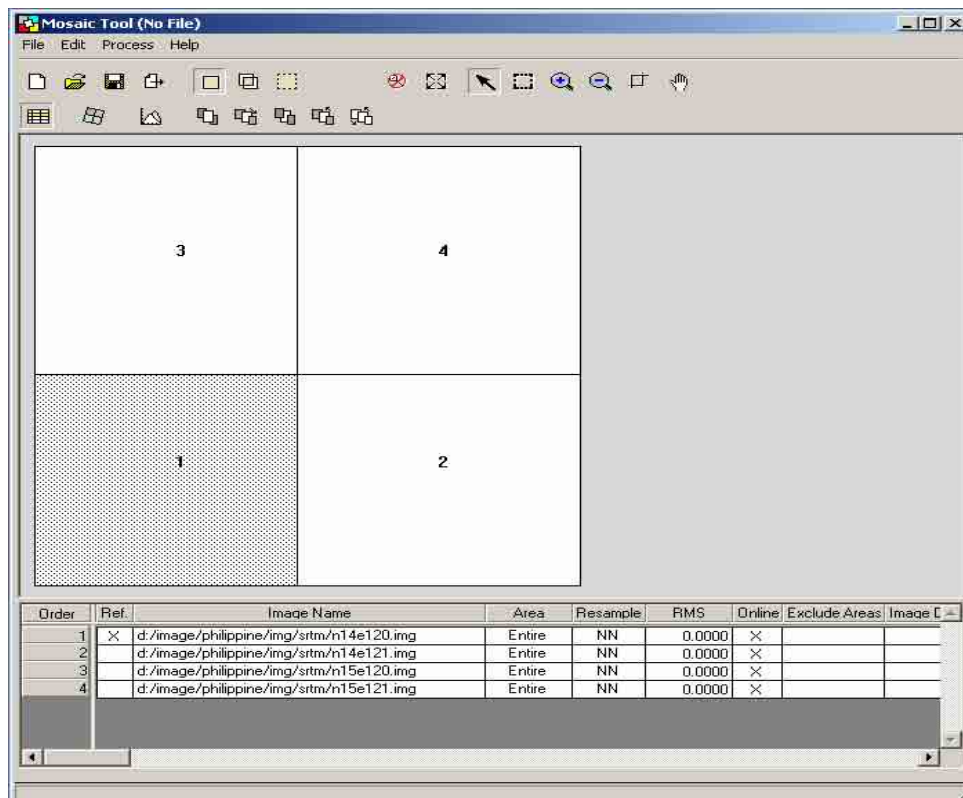 Mosaic Tool (No File)
File Edit Process Help
3 4
1 2
Order Ref. Image Name Area Resample RMS Online Exclude Areas Image D
1 X d:/image/philippine/img/srtm/n14e120.img Entire NN 0.0000 X
2 d:/image/philippine/img/srtm/n14e121.img Entire NN 0.0000 X
3 d:/image/philippine/img/srtm/n15e120.img Entire NN 0.0000 X
4 d:/image/philippine/img/srtm/n15e121.img Entire NN 0.0000 X